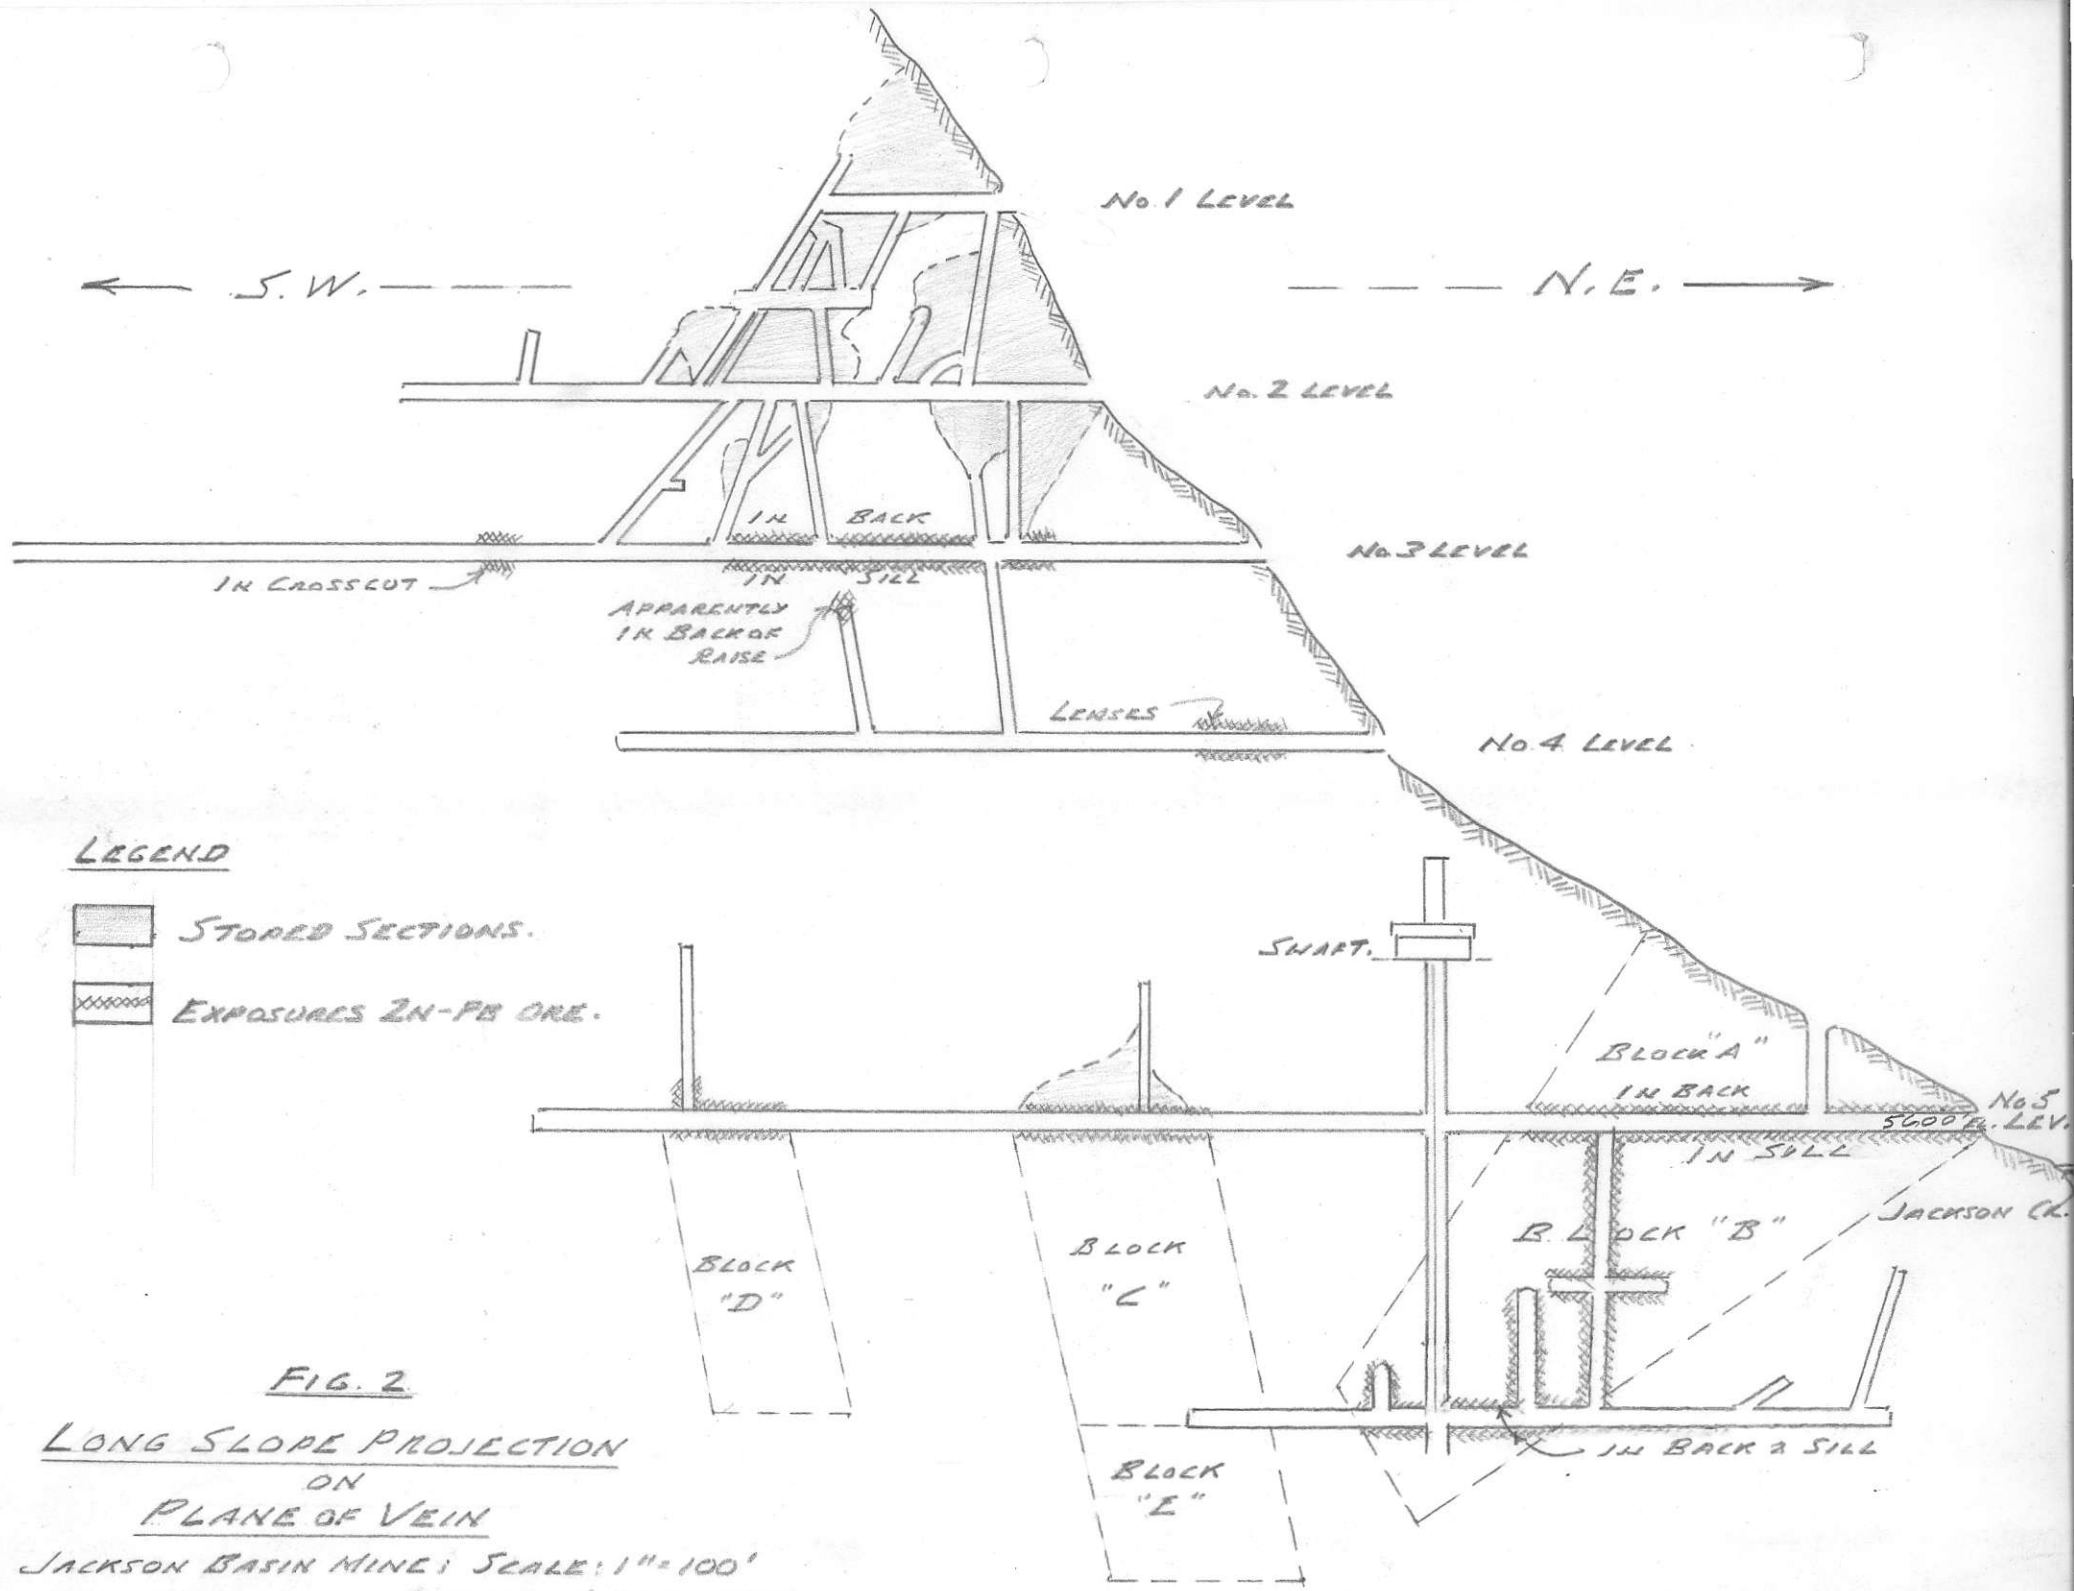 No. 1 LEVEL
S.W.
N.E.
No. 2 LEVEL
IN BACK
No 3 LEVEL
IN CROSSCUT
IN SILL
APPARENTLY
IN BACK OF
RAISE
LENSES
No. 4 LEVEL
LEGEND
STOPED SECTIONS.
SHAFT.
EXPOSURES ZN-PB ORE.
BLOCK "A"
IN BACK
No 5
5600' EL. LEV.
IN SILL
JACKSON CR.
BLOCK "B"
BLOCK
"C"
BLOCK
"D"
FIG. 2
LONG SLOPE PROJECTION
ON
PLANE OF VEIN
JACKSON BASIN MINE; SCALE: 1"=100'
IN BACK & SILL
BLOCK
"E"